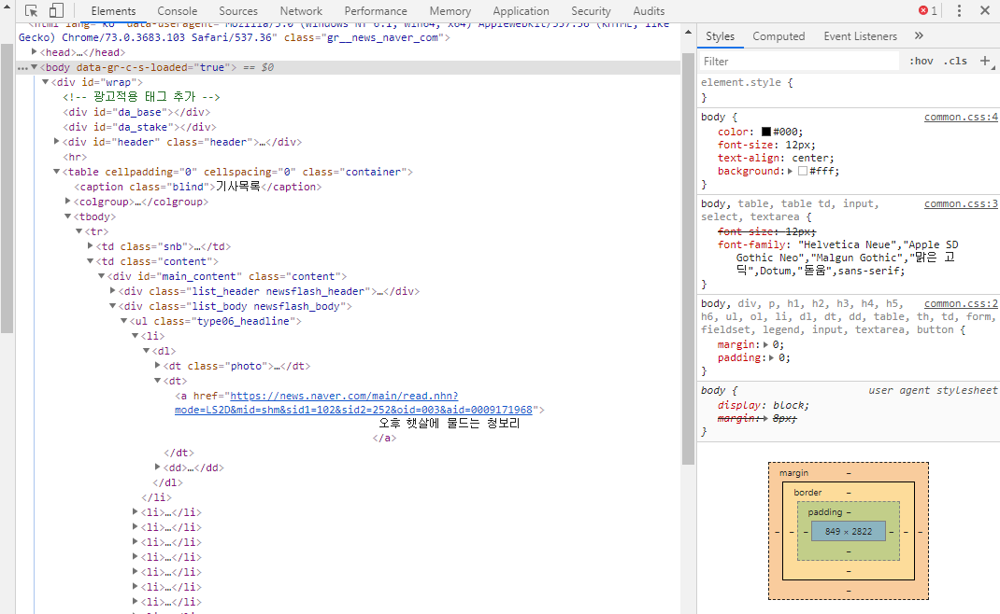 Elements Console Sources Network Performance Memory Application Security Audits 1
<html lang="ko" data-useragent="Mozilla/5.0 (Windows NT 6.1; Win64; x64) AppleWebKit/537.36 (KHTML, like
Gecko) Chrome/73.0.3683.103 Safari/537.36" class="gr__news_naver_com">
<head>…</head>
<body data-gr-c-s-loaded="true"> == $0
<div id="wrap">
<!-- 광고적용 태그 추가 -->
<div id="da_base"></div>
<div id="da_stake"></div>
<div id="header" class="header">…</div>
<hr>
<table cellpadding="0" cellspacing="0" class="container">
<caption class="blind">기사목록</caption>
<colgroup>…</colgroup>
<tbody>
<tr>
<td class="snb">…</td>
<td class="content">
<div id="main_content" class="content">
<div class="list_header newsflash_header">…</div>
<div class="list_body newsflash_body">
<ul class="type06_headline">
<li>
<dl>
<dt class="photo">…</dt>
<dt>
<a href="https://news.naver.com/main/read.nhn?
mode=LS2D&mid=shm&sid1=102&sid2=252&oid=003&aid=0009171968">
오후 햇살에 물드는 청보리
</a>
</dt>
<dd>…</dd>
</dl>
</li>
<li>…</li>
<li>…</li>
<li>…</li>
<li>…</li>
<li>…</li>
<li>…</li>
<li>…</li>
Styles Computed Event Listeners »
Filter :hov .cls +
element.style {
}
body { common.css:4
color: #000;
font-size: 12px;
text-align: center;
background: #fff;
}
body, table, table td, input, common.css:3
select, textarea {
font-size: 12px;
font-family: "Helvetica Neue","Apple SD
Gothic Neo","Malgun Gothic","맑은 고
딕",Dotum,"돋움",sans-serif;
}
body, div, p, h1, h2, h3, h4, h5, common.css:2
h6, ul, ol, li, dl, dt, dd, table, th, td, form,
fieldset, legend, input, textarea, button {
margin: 0;
padding: 0;
}
body { user agent stylesheet
display: block;
margin: 8px;
}
margin –
border –
padding –
– – – 849 × 2822 – – –
–
–
–